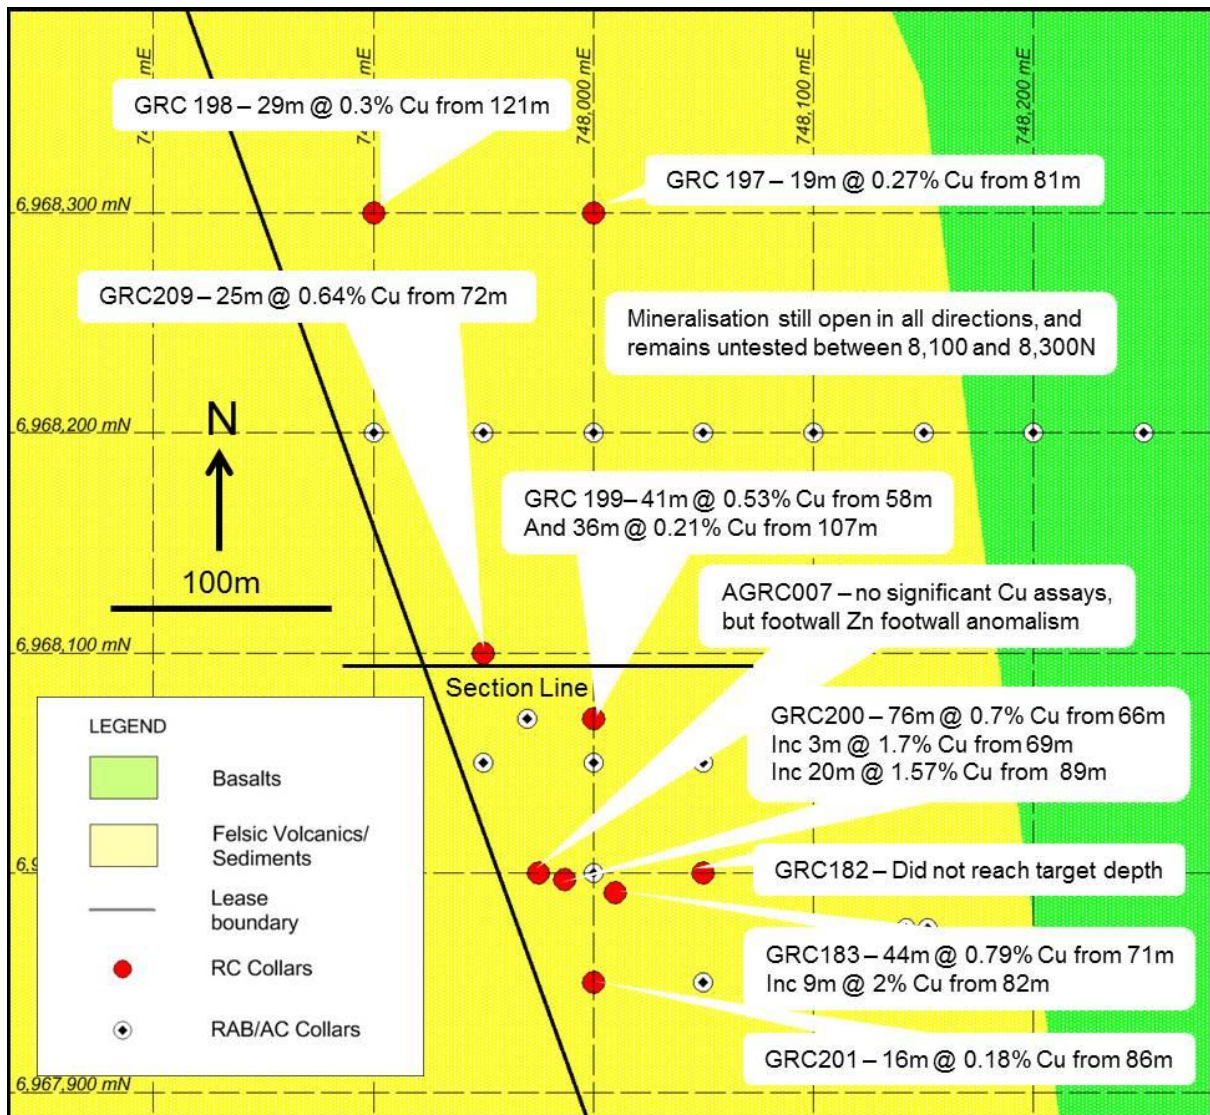 mE
mE
748,000 mE
748,100 mE
748,200 mE
GRC 198 – 29m @ 0.3% Cu from 121m
GRC 197 – 19m @ 0.27% Cu from 81m
6,968,300 mN
GRC209 – 25m @ 0.64% Cu from 72m
Mineralisation still open in all directions, and
remains untested between 8,100 and 8,300N
6,968,200 mN
N
GRC 199– 41m @ 0.53% Cu from 58m
And 36m @ 0.21% Cu from 107m
100m
AGRC007 – no significant Cu assays,
but footwall Zn footwall anomalism
6,968,100 mN
Section Line
GRC200 – 76m @ 0.7% Cu from 66m
Inc 3m @ 1.7% Cu from 69m
Inc 20m @ 1.57% Cu from 89m
LEGEND
Basalts
Felsic Volcanics/
Sediments
Lease
boundary
RC Collars
RAB/AC Collars
GRC182 – Did not reach target depth
GRC183 – 44m @ 0.79% Cu from 71m
Inc 9m @ 2% Cu from 82m
GRC201 – 16m @ 0.18% Cu from 86m
6,967,900 mN